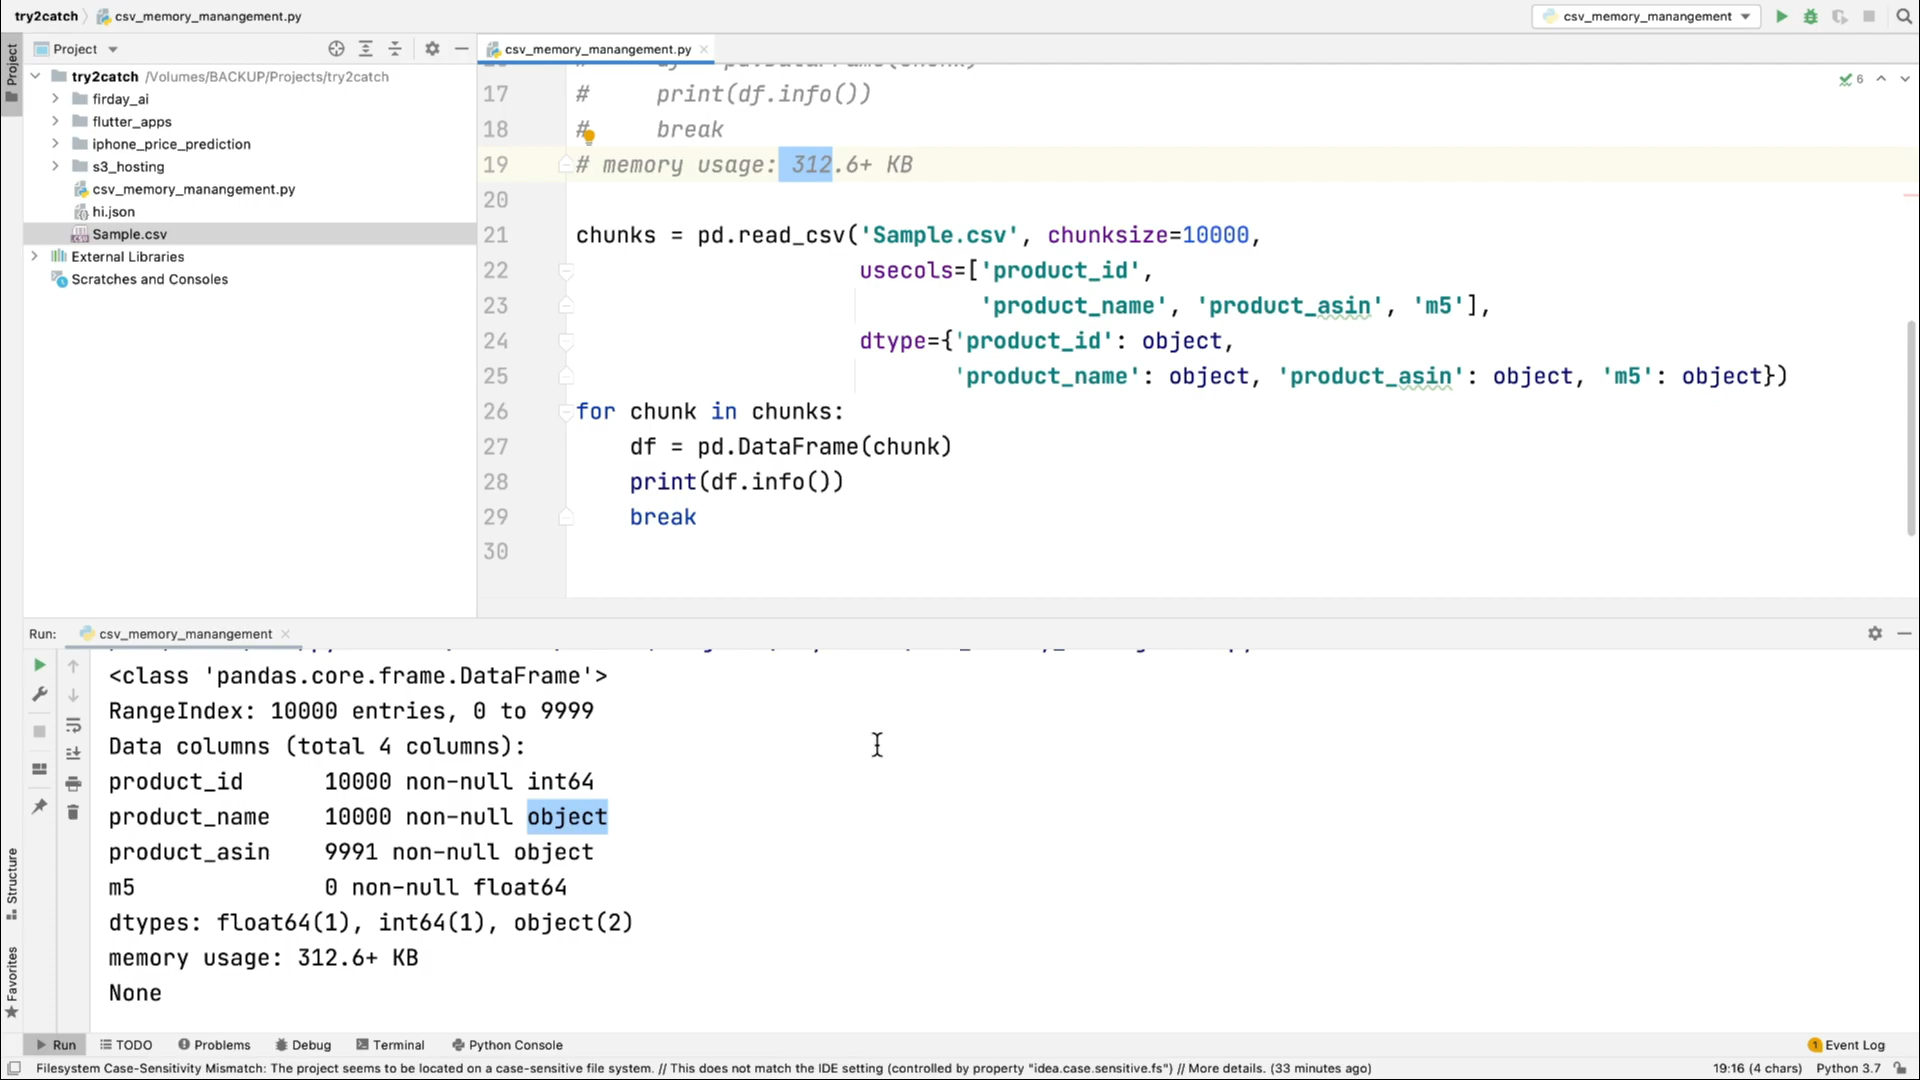 try2catch csv_memory_manangement.py csv_memory_manangement
Project
Project csv_memory_manangement.py
try2catch /Volumes/BACKUP/Projects/try2catch
firday_ai
flutter_apps
iphone_price_prediction
s3_hosting
csv_memory_manangement.py
hi.json
Sample.csv
External Libraries
Scratches and Consoles
6
17 # print(df.info())
18 # break
19 # memory usage: 312.6+ KB
20
21 chunks = pd.read_csv('Sample.csv', chunksize=10000,
22 usecols=['product_id',
23 'product_name', 'product_asin', 'm5'],
24 dtype={'product_id': object,
25 'product_name': object, 'product_asin': object, 'm5': object})
26 for chunk in chunks:
27 df = pd.DataFrame(chunk)
28 print(df.info())
29 break
30
Run: csv_memory_manangement
<class 'pandas.core.frame.DataFrame'>
RangeIndex: 10000 entries, 0 to 9999
Data columns (total 4 columns):
product_id 10000 non-null int64
product_name 10000 non-null object
product_asin 9991 non-null object
m5 0 non-null float64
dtypes: float64(1), int64(1), object(2)
memory usage: 312.6+ KB
None
Structure
Favorites
Run TODO Problems Debug Terminal Python Console 1 Event Log
Filesystem Case-Sensitivity Mismatch: The project seems to be located on a case-sensitive file system. // This does not match the IDE setting (controlled by property "idea.case.sensitive.fs") // More details. (33 minutes ago) 19:16 (4 chars) Python 3.7